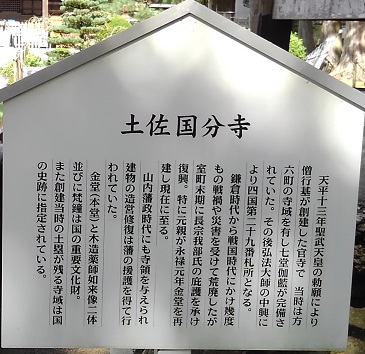 土佐国分寺
天平十三年聖武天皇の勅願により
僧行基が創建した官寺で 当時は方
六町の寺域を有し七堂伽藍が完備さ
れていた。その後弘法大師の中興に
より四国第二十九番札所となる。
鎌倉時代から戦国時代にかけ幾度
もの戦禍や災害を受けて荒廃したが
室町末期に長宗我部氏の庇護を承け
復興。特に元親が永禄元年金堂を再
建し現在に至る。
山内藩政時代にも寺領を与えられ
建物の造営修復は藩の援護を得て行
われていた。
金堂(本堂)と木造薬師如来像二体
並びに梵鐘は国の重要文化財。
また創建当時の土塁が残る寺域は国
の史跡に指定されている。